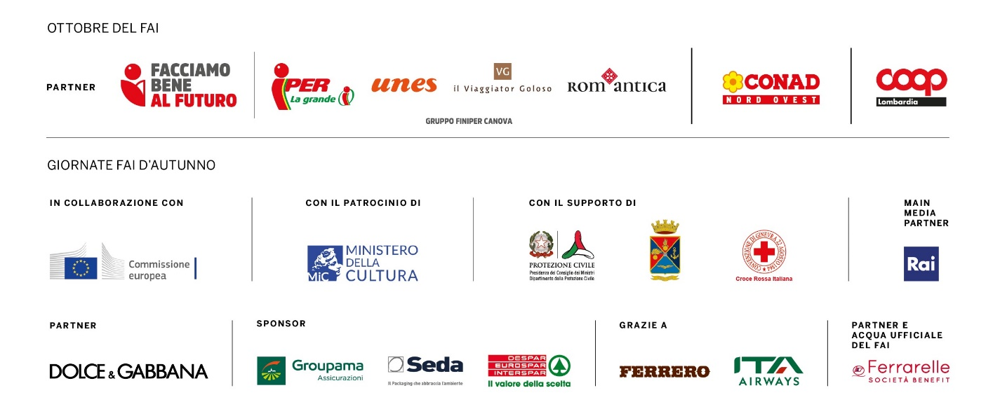 OTTOBRE DEL FAI
PARTNER
FACCIAMO
BENE
AL FUTURO
IPER
La grande i
unes
VG
il Viaggiator Goloso
ROM ANTICA
GRUPPO FINIPER CANOVA
CONAD
NORD OVEST
coop
Lombardia
GIORNATE FAI D'AUTUNNO
IN COLLABORAZIONE CON
Commissione
europea
CON IL PATROCINIO DI
MiC
MINISTERO
DELLA
CULTURA
CON IL SUPPORTO DI
PROTEZIONE CIVILE
Presidenza del Consiglio dei Ministri
Dipartimento della Protezione Civile
CONVENZIONE DI GINEVRA 22 AGOSTO 1864
Croce Rossa Italiana
MAIN
MEDIA
PARTNER
Rai
PARTNER
DOLCE & GABBANA
SPONSOR
Groupama
Assicurazioni
Seda
Il Packaging che abbraccia l'ambiente
DESPAR
EUROSPAR
INTERSPAR
Il valore della scelta
GRAZIE A
FERRERO
ITA
AIRWAYS
PARTNER E
ACQUA UFFICIALE
DEL FAI
Ferrarelle
SOCIETÀ BENEFIT